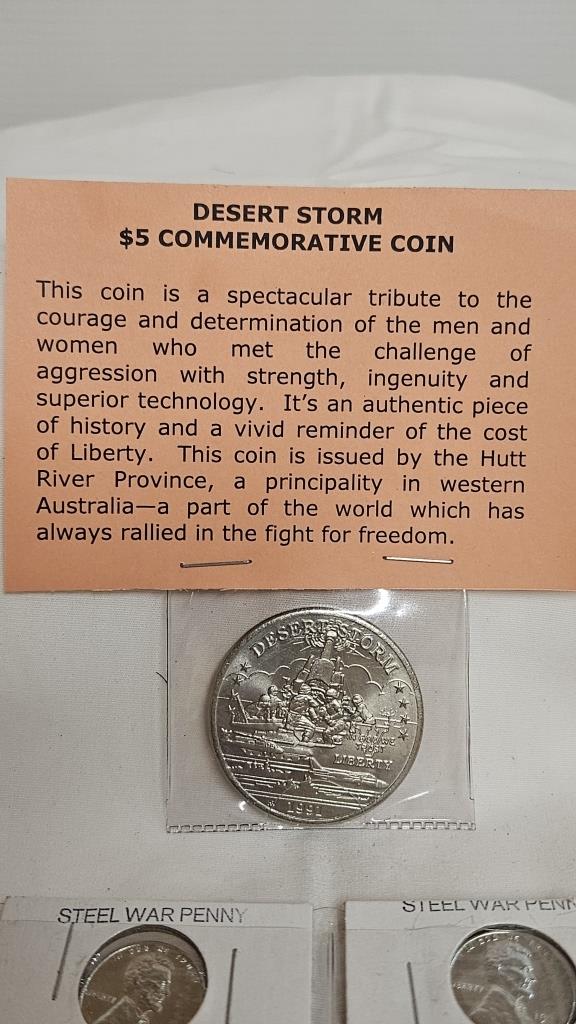 DESERT STORM
$5 COMMEMORATIVE COIN
This coin is a spectacular tribute to the
courage and determination of the men and
women who met the challenge of
aggression with strength, ingenuity and
superior technology. It's an authentic piece
of history and a vivid reminder of the cost
of Liberty. This coin is issued by the Hutt
River Province, a principality in western
Australia—a part of the world which has
always rallied in the fight for freedom.
DESERT STORM
LIBERTY
1991
STEEL WAR PENNY
STEEL WAR PENN
LIBERTY